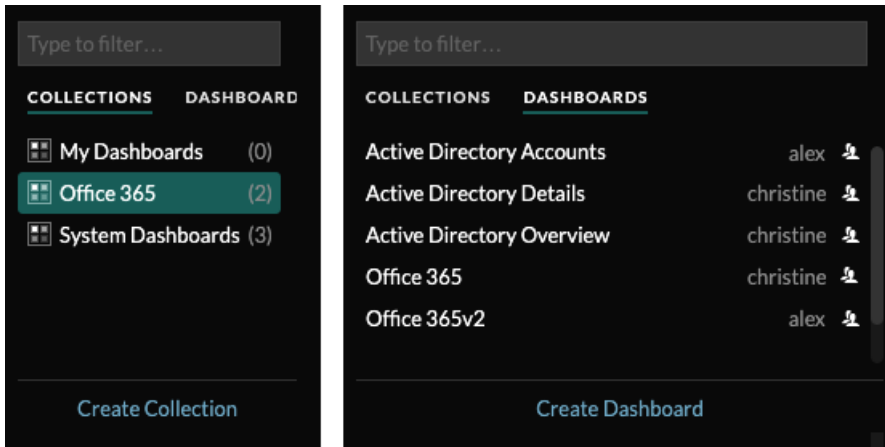 Type to filter...
COLLECTIONS DASHBOARD
My Dashboards (0)
Office 365 (2)
System Dashboards (3)
Create Collection
Type to filter...
COLLECTIONS DASHBOARDS
Active Directory Accounts alex
Active Directory Details christine
Active Directory Overview christine
Office 365 christine
Office 365v2 alex
Create Dashboard